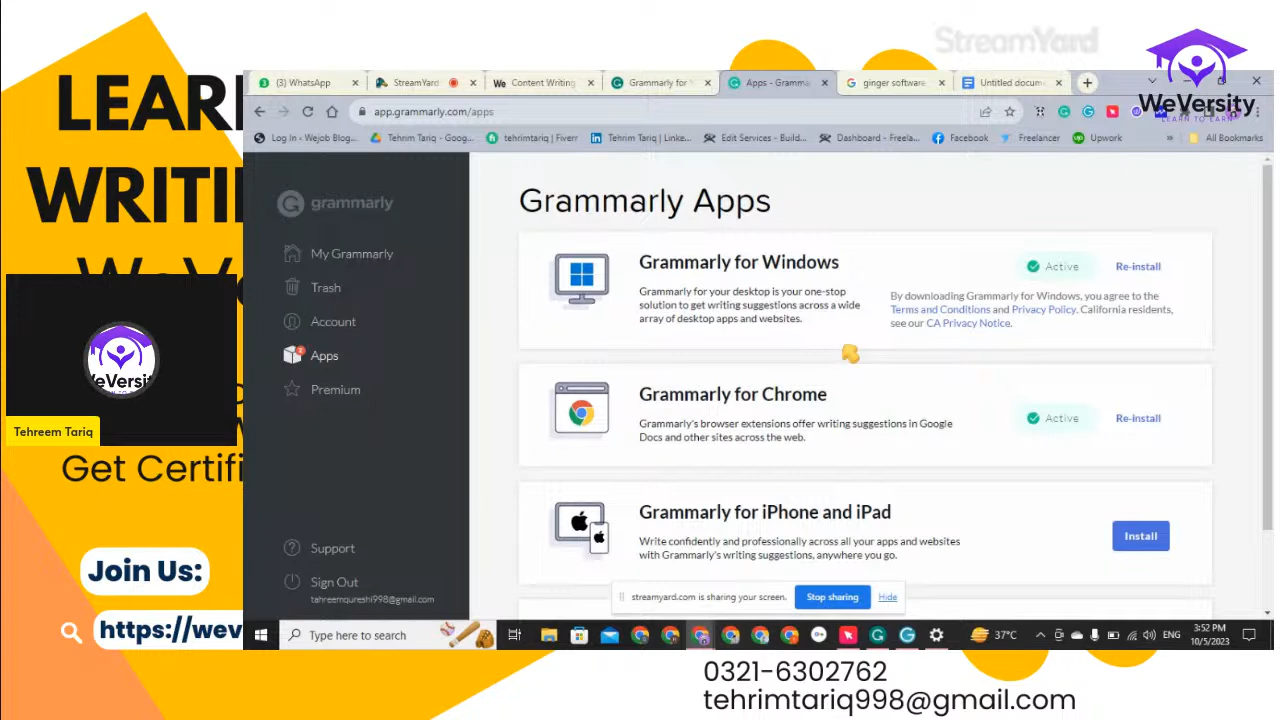 StreamYard
WeVersity
LEARN TO EARN
LEAR
WRITI
WeVe
Get Certifi
Join Us:
https://wev
Tehreem Tariq
(3) WhatsApp
StreamYard
Content Writing
Grammarly for
Apps - Gramma
ginger software
Untitled docum
app.grammarly.com/apps
Log In ‹ Wejob Blog...
Tehrim Tariq - Goog...
tehrimtariq | Fiverr
Tehrim Tariq | Linke...
Edit Services - Build...
Dashboard - Freela...
Facebook
Freelancer
Upwork
»
All Bookmarks
grammarly
My Grammarly
Trash
Account
Apps
Premium
Support
Sign Out
tahreemqureshi998@gmail.com
Grammarly Apps
Grammarly for Windows
Grammarly for your desktop is your one-stop
solution to get writing suggestions across a wide
array of desktop apps and websites.
Active
Re-install
By downloading Grammarly for Windows, you agree to the
Terms and Conditions and Privacy Policy. California residents,
see our CA Privacy Notice.
Grammarly for Chrome
Grammarly's browser extensions offer writing suggestions in Google
Docs and other sites across the web.
Active
Re-install
Grammarly for iPhone and iPad
Write confidently and professionally across all your apps and websites
with Grammarly's writing suggestions, anywhere you go.
Install
streamyard.com is sharing your screen.
Stop sharing
Hide
Type here to search
37°C
ENG
3:52 PM
10/5/2023
0321-6302762
tehrimtariq998@gmail.com